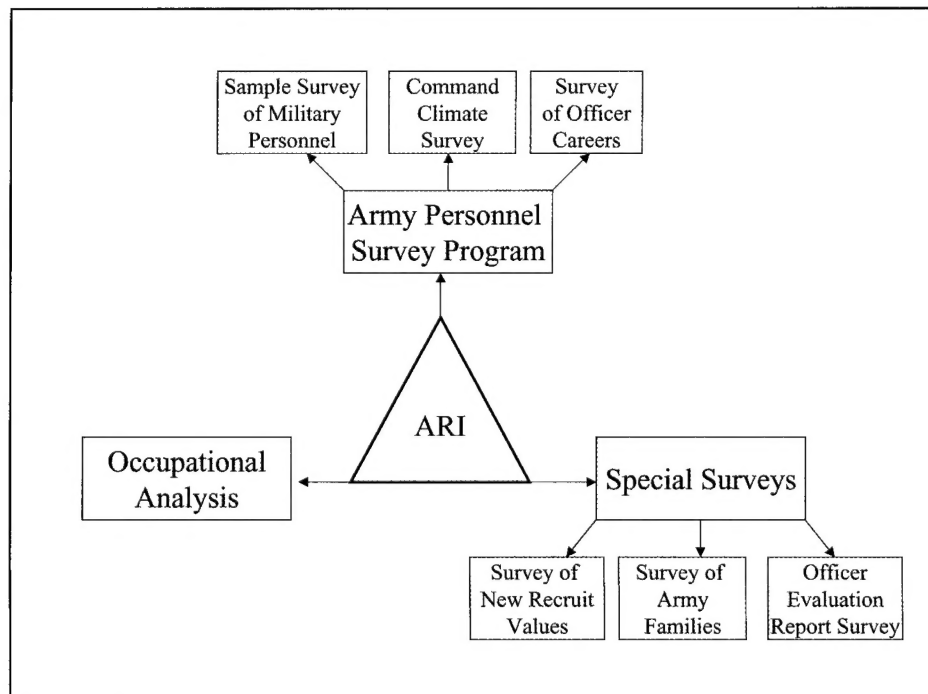 Sample Survey
of Military
Personnel
Command
Climate
Survey
Survey
of Officer
Careers
Army Personnel
Survey Program
ARI
Occupational
Analysis
Special Surveys
Survey of
New Recruit
Values
Survey of
Army
Families
Officer
Evaluation
Report Survey